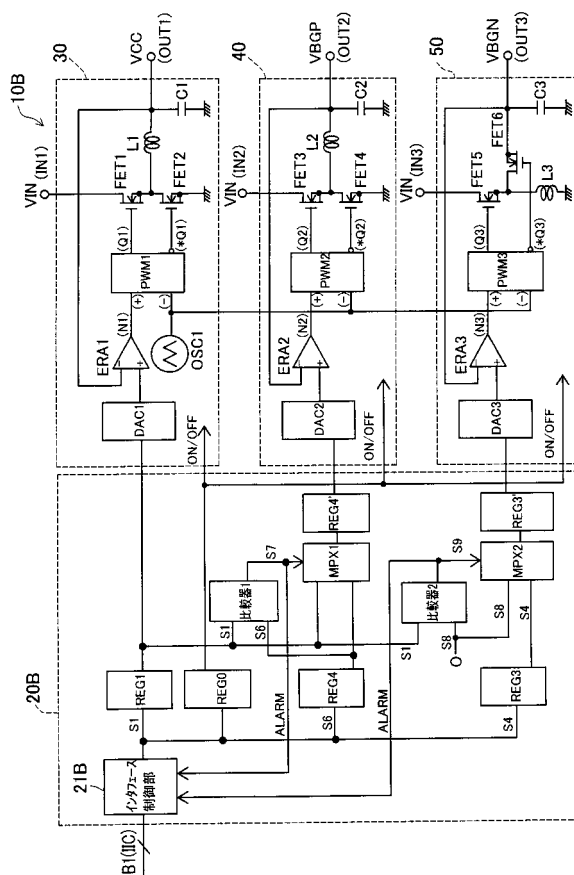 10B
30
VIN (IN1)
FET1
FET2
L1
C1
VCC
(OUT1)
(Q1)
(*Q1)
PWM1
(+)
(-)
(N1)
ERA1
-
+
OSC1
DAC1
ON/OFF
40
VIN (IN2)
FET3
FET4
L2
C2
VBGP
(OUT2)
(Q2)
(*Q2)
PWM2
(+)
(-)
(N2)
ERA2
-
+
DAC2
ON/OFF
50
VIN (IN3)
FET5
FET6
L3
C3
VBGN
(OUT3)
(Q3)
(*Q3)
PWM3
(+)
(-)
(N3)
ERA3
-
+
DAC3
ON/OFF
20B
21B
B1(IIC)
インタフェース
制御部
S1
REG1
REG0
S6
REG4
S4
REG3
ALARM
ALARM
比較器1
S1
S6
S7
MPX1
REG4'
比較器2
S1
S8
S9
S8
S4
MPX2
REG3'